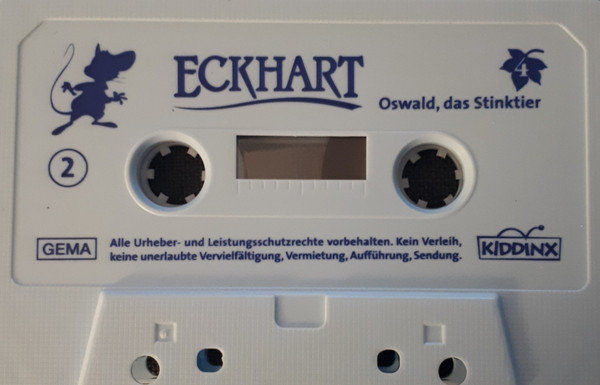 ECKHART
4
Oswald, das Stinktier
2
GEMA
Alle Urheber- und Leistungsschutzrechte vorbehalten. Kein Verleih,
keine unerlaubte Vervielfältigung, Vermietung, Aufführung, Sendung.
KIDDINX